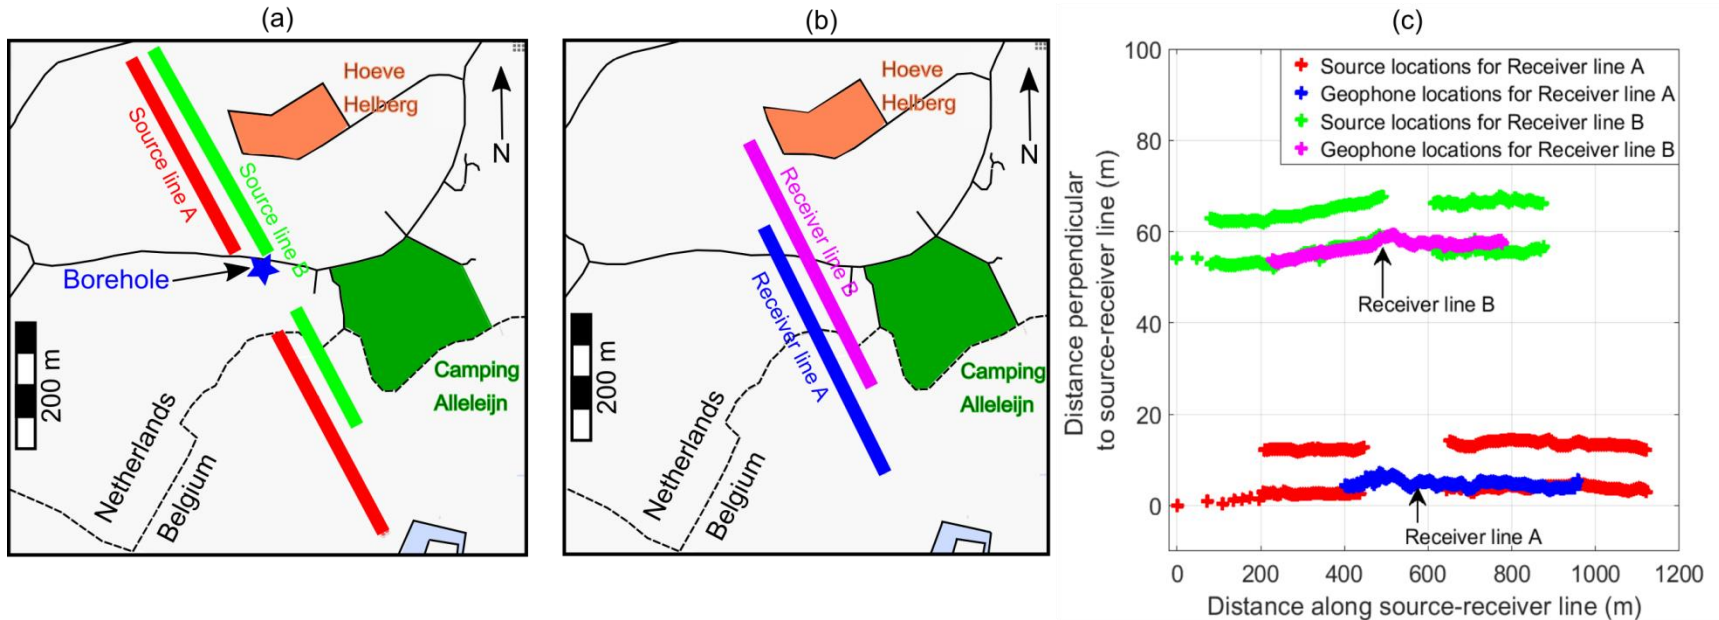 (a)
Hoeve
Helberg
Source line A
Source line B
N
Borehole
200 m
Camping
Alleleijn
Netherlands
Belgium
(b)
Hoeve
Helberg
N
Receiver line B
Receiver line A
200 m
Camping
Alleleijn
Netherlands
Belgium
(c)
Distance perpendicular
to source-receiver line (m)
100
80
60
40
20
0
Source locations for Receiver line A
Geophone locations for Receiver line A
Source locations for Receiver line B
Geophone locations for Receiver line B
Receiver line B
Receiver line A
0 200 400 600 800 1000 1200
Distance along source-receiver line (m)